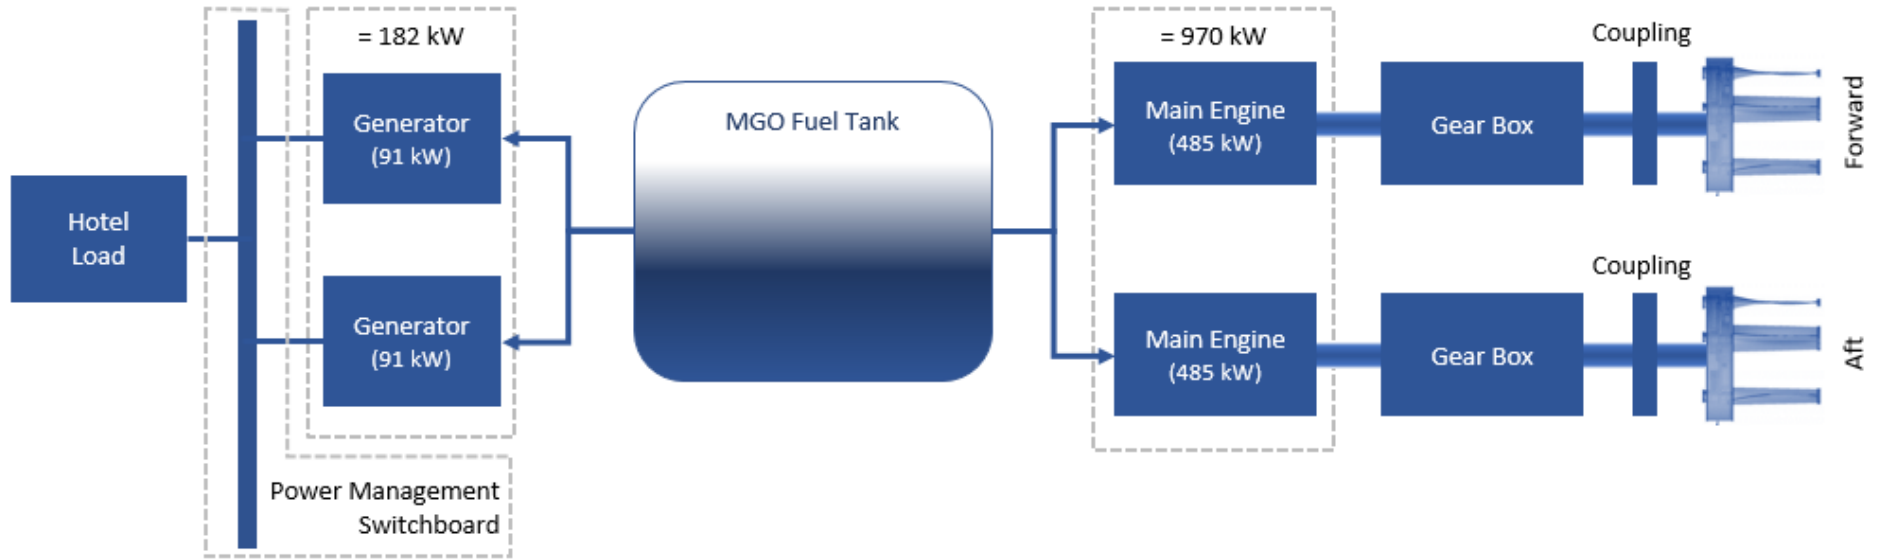 = 182 kW
Generator
(91 kW)
Hotel
Load
Generator
(91 kW)
Power Management
Switchboard
MGO Fuel Tank
= 970 kW
Main Engine
(485 kW)
Gear Box
Coupling
Forward
Main Engine
(485 kW)
Gear Box
Coupling
Aft